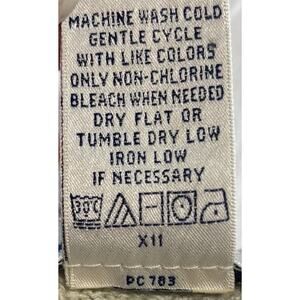 MACHINE WASH COLD
GENTLE CYCLE
WITH LIKE COLORS
ONLY NON-CHLORINE
BLEACH WHEN NEEDED
DRY FLAT OR
TUMBLE DRY LOW
IRON LOW
IF NECESSARY
30°C
X11
PC 783